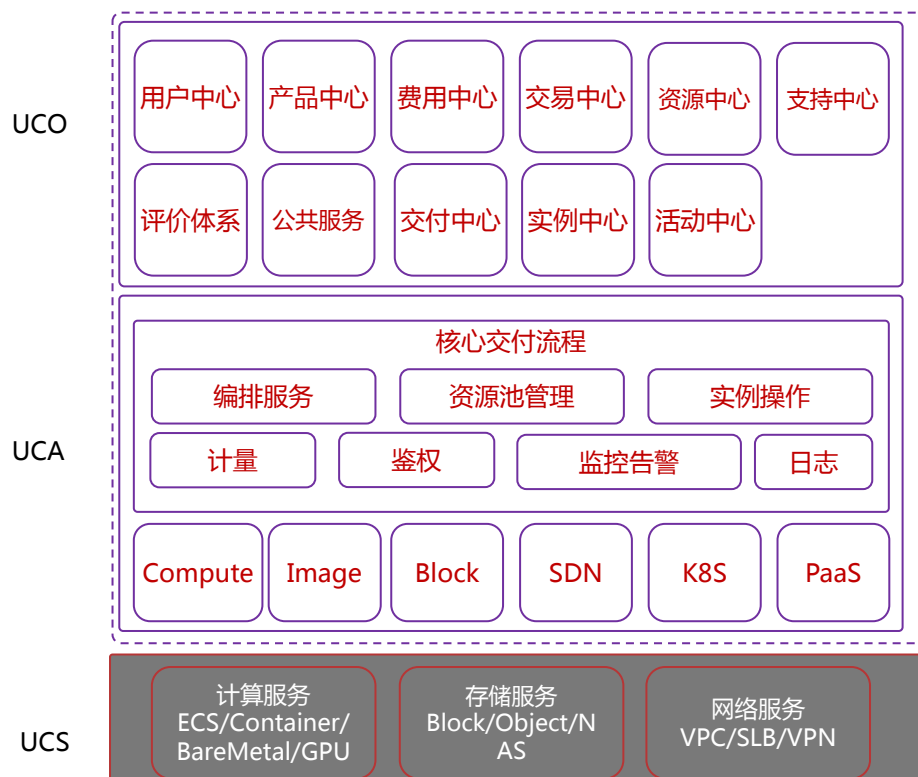 UCO
用户中心
产品中心
费用中心
交易中心
资源中心
支持中心
评价体系
公共服务
交付中心
实例中心
活动中心
UCA
核心交付流程
编排服务
资源池管理
实例操作
计量
鉴权
监控告警
日志
Compute
Image
Block
SDN
K8S
PaaS
UCS
计算服务
ECS/Container/
BareMetal/GPU
存储服务
Block/Object/N
AS
网络服务
VPC/SLB/VPN